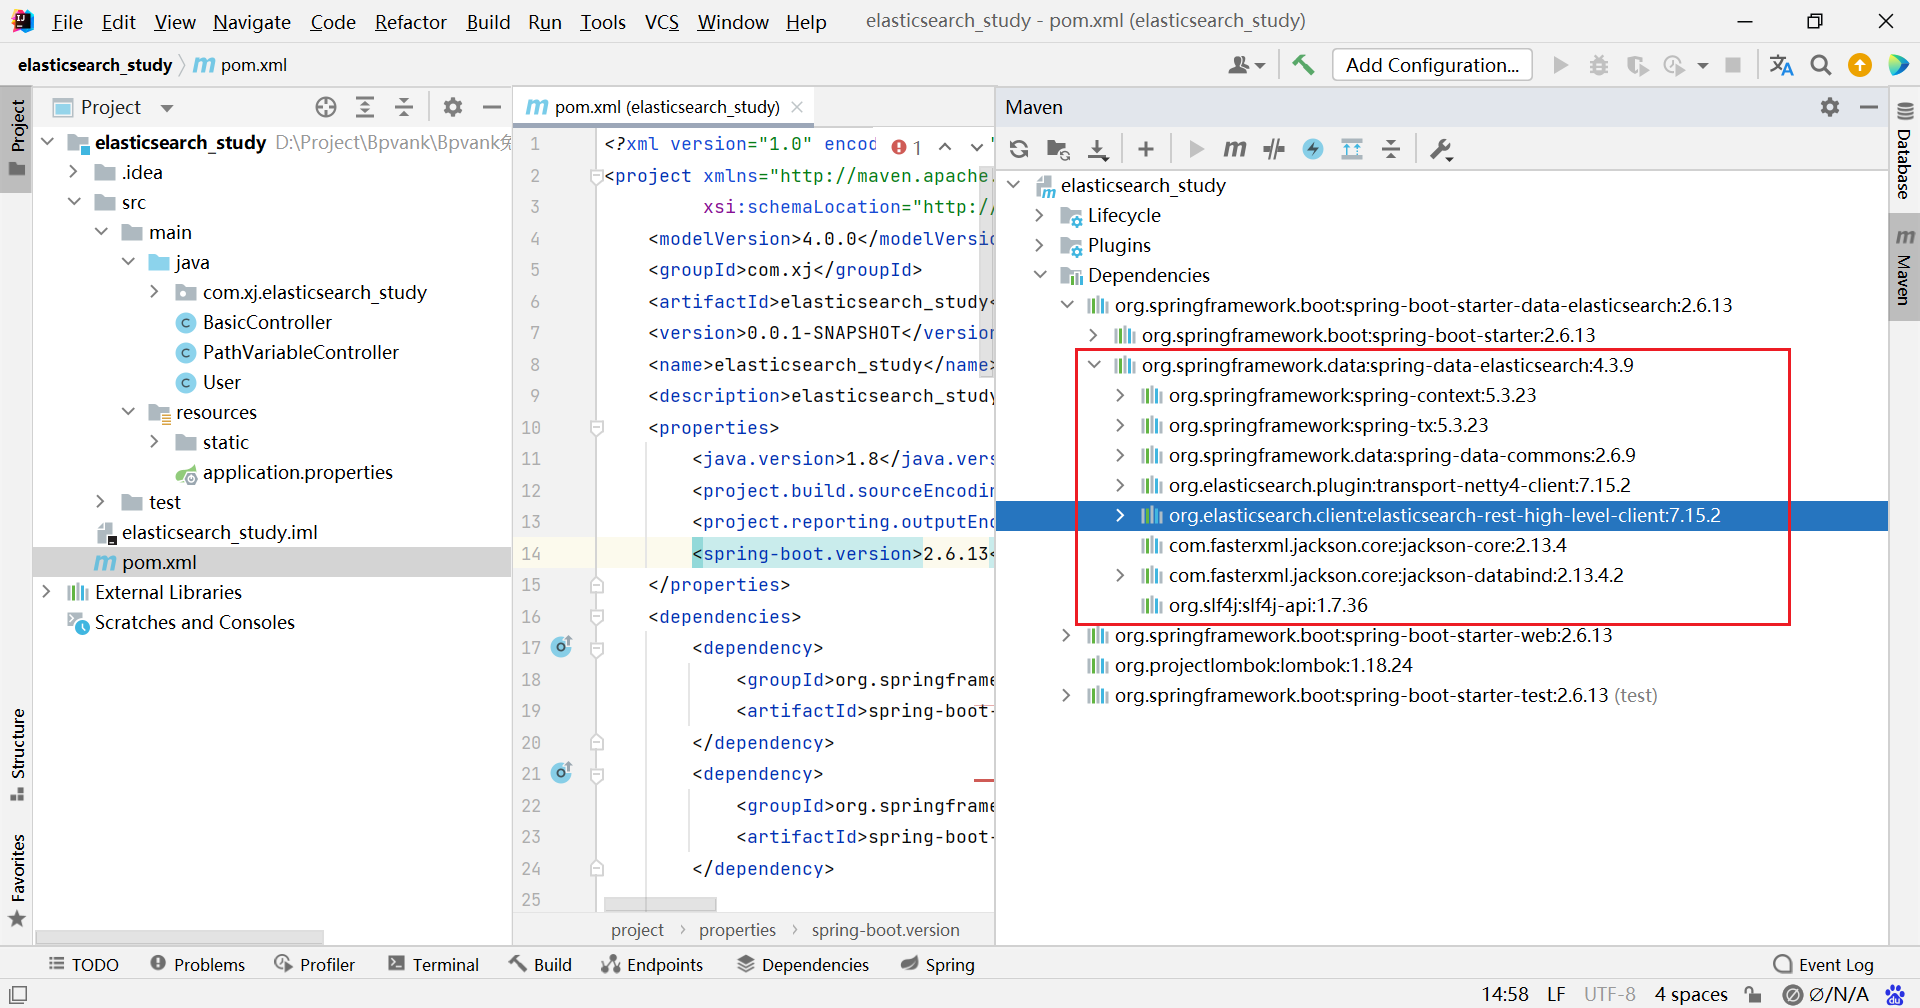 File Edit View Navigate Code Refactor Build Run Tools VCS Window Help elasticsearch_study - pom.xml (elasticsearch_study)
elasticsearch_study pom.xml Add Configuration...
Project
Project
elasticsearch_study D:\Project\Bpvank\Bpvank
.idea
src
main
java
com.xj.elasticsearch_study
BasicController
PathVariableController
User
resources
static
application.properties
test
elasticsearch_study.iml
pom.xml
External Libraries
Scratches and Consoles
Structure
Favorites
pom.xml (elasticsearch_study)
1 <?xml version="1.0" encod 1
2 <project xmlns="http://maven.apache.
3 xsi:schemaLocation="http:/
4 <modelVersion>4.0.0</modelVersio
5 <groupId>com.xj</groupId>
6 <artifactId>elasticsearch_study<
7 <version>0.0.1-SNAPSHOT</version
8 <name>elasticsearch_study</name>
9 <description>elasticsearch_study
10 <properties>
11 <java.version>1.8</java.vers
12 <project.build.sourceEncodin
13 <project.reporting.outputEnc
14 <spring-boot.version>2.6.13<
15 </properties>
16 <dependencies>
17 <dependency>
18 <groupId>org.springframe
19 <artifactId>spring-boot-
20 </dependency>
21 <dependency>
22 <groupId>org.springframe
23 <artifactId>spring-boot-
24 </dependency>
25
project properties spring-boot.version
Maven
elasticsearch_study
Lifecycle
Plugins
Dependencies
org.springframework.boot:spring-boot-starter-data-elasticsearch:2.6.13
org.springframework.boot:spring-boot-starter:2.6.13
org.springframework.data:spring-data-elasticsearch:4.3.9
org.springframework:spring-context:5.3.23
org.springframework:spring-tx:5.3.23
org.springframework.data:spring-data-commons:2.6.9
org.elasticsearch.plugin:transport-netty4-client:7.15.2
org.elasticsearch.client:elasticsearch-rest-high-level-client:7.15.2
com.fasterxml.jackson.core:jackson-core:2.13.4
com.fasterxml.jackson.core:jackson-databind:2.13.4.2
org.slf4j:slf4j-api:1.7.36
org.springframework.boot:spring-boot-starter-web:2.6.13
org.projectlombok:lombok:1.18.24
org.springframework.boot:spring-boot-starter-test:2.6.13 (test)
Database
Maven
TODO Problems Profiler Terminal Build Endpoints Dependencies Spring Event Log
14:58 LF UTF-8 4 spaces Ø/N/A